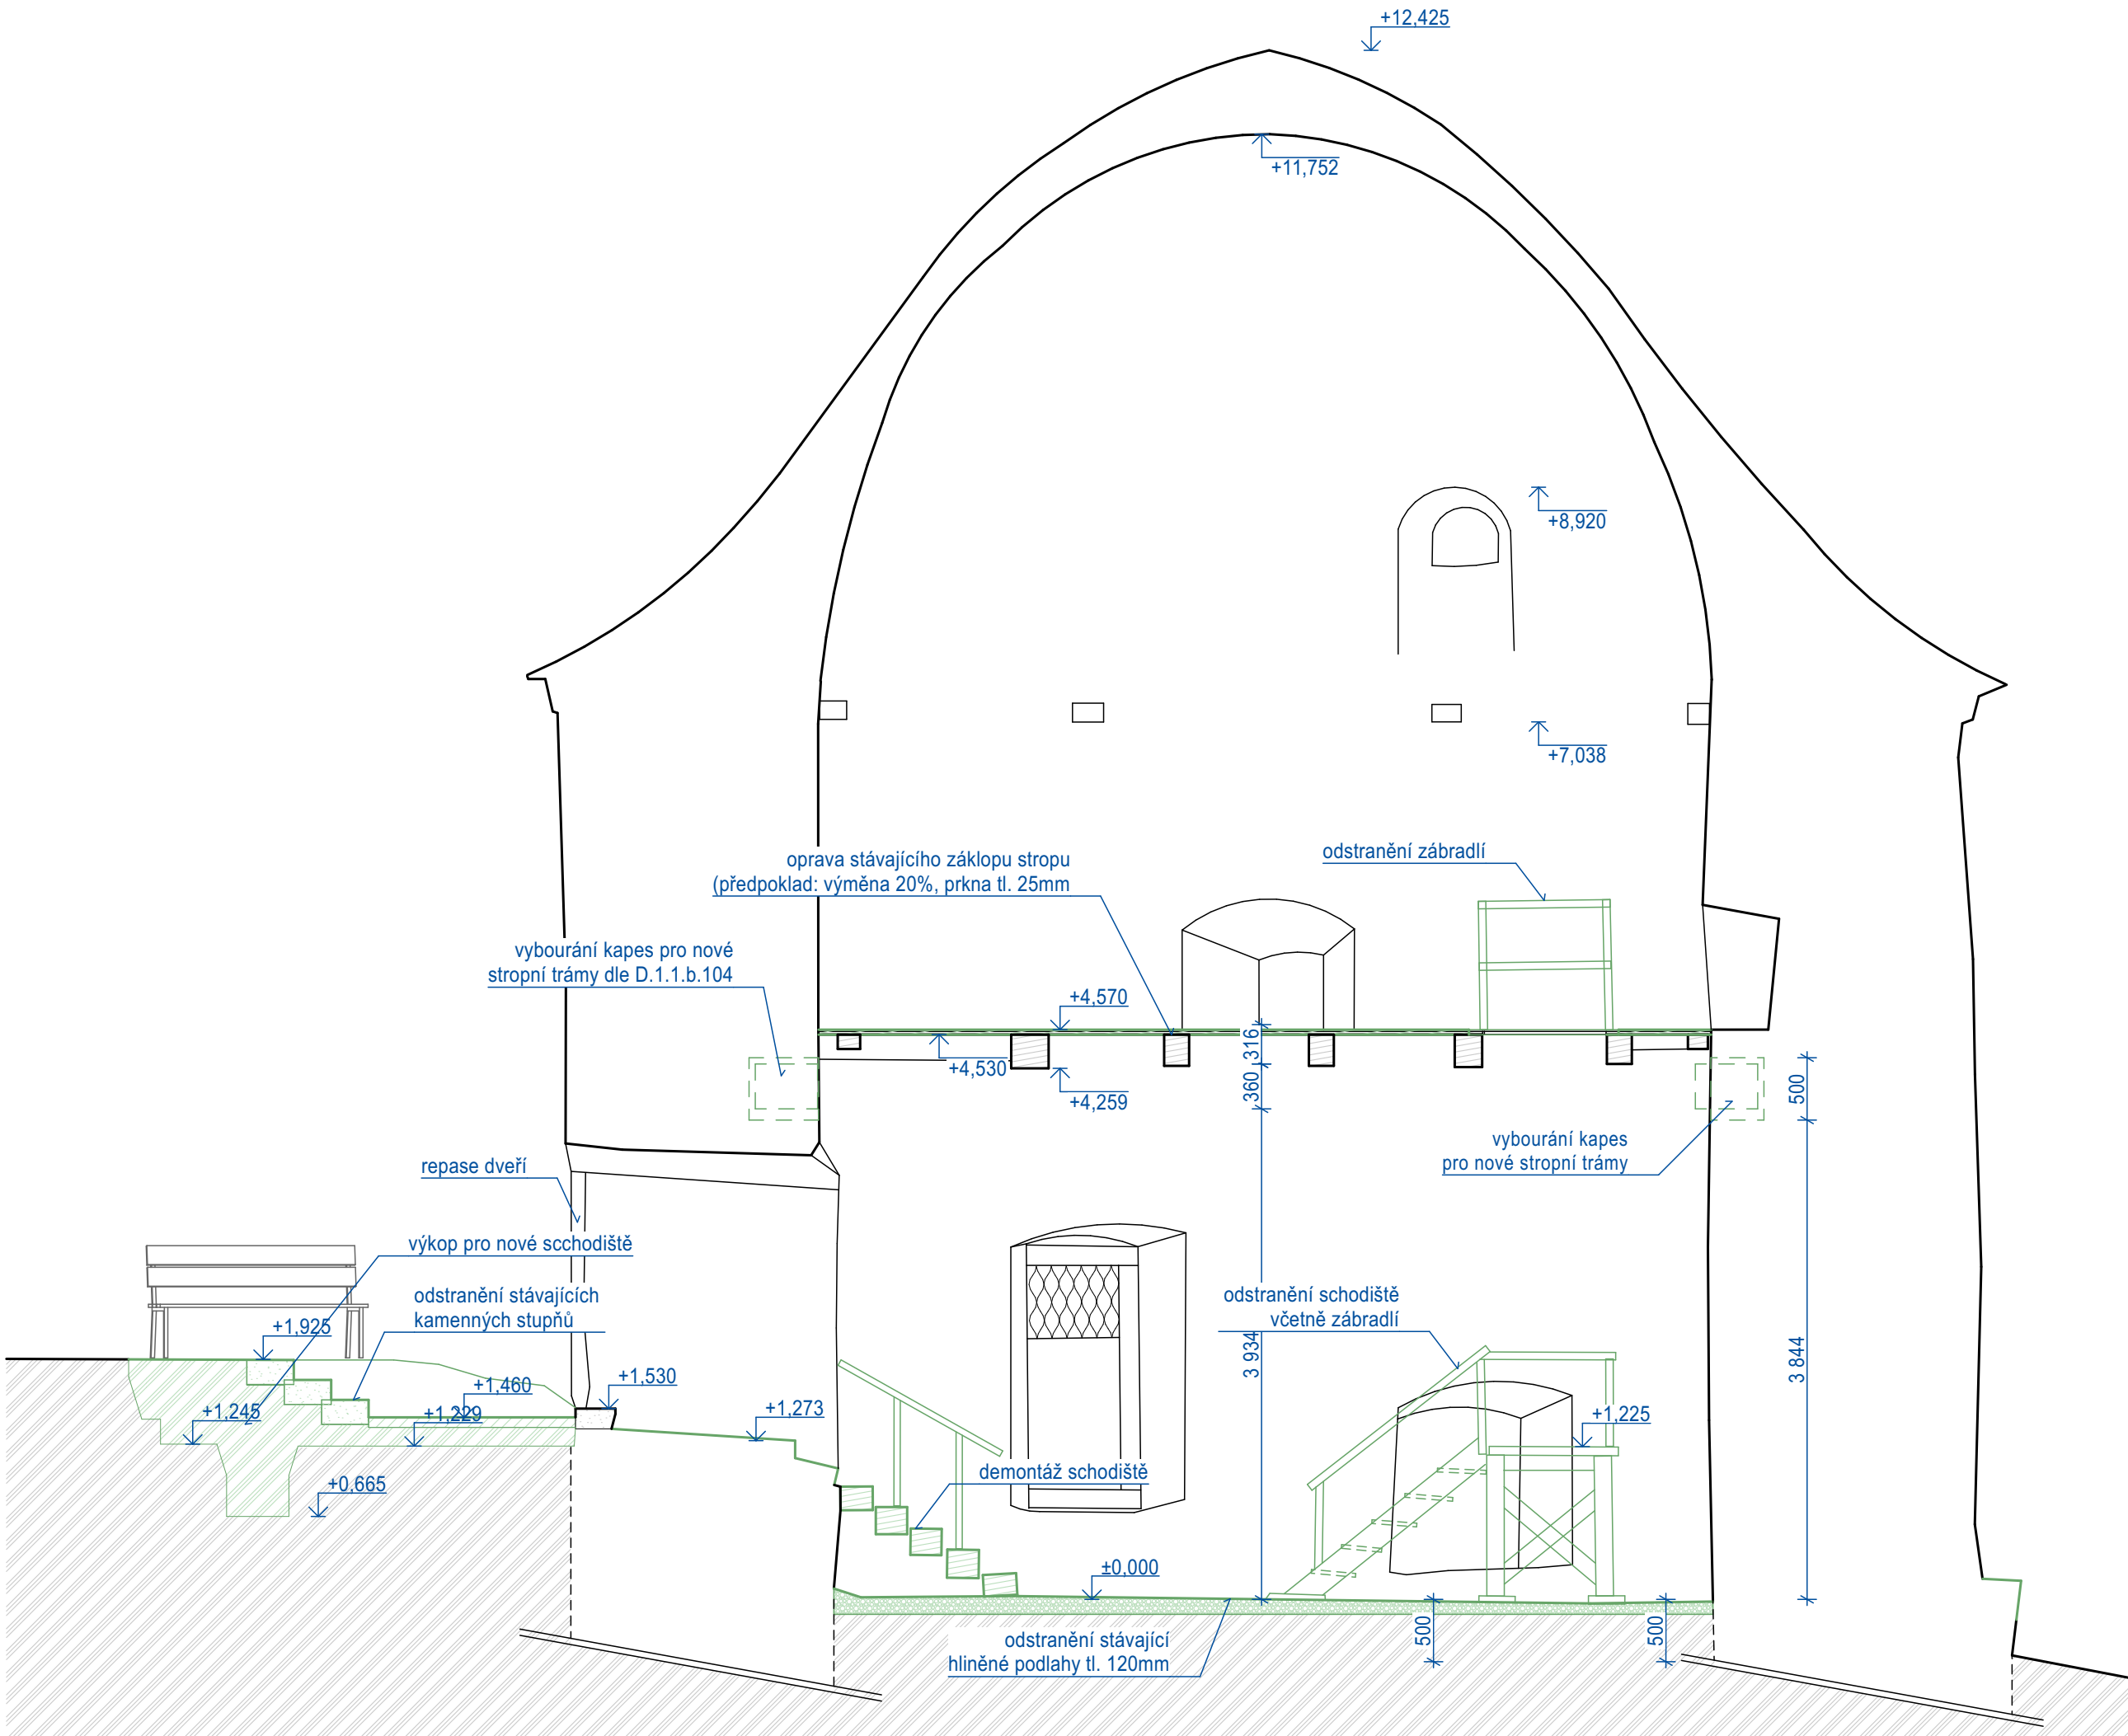 +12,425
+11,752
+8,920
+7,038
oprava stávajícího záklopu stropu
(předpoklad: výměna 20%, prkna tl. 25mm
odstranění zábradlí
vybourání kapes pro nové
stropní trámy dle D.1.1.b.104
+4,570
+4,530
+4,259
316
360
500
vybourání kapes
pro nové stropní trámy
repase dveří
výkop pro nové scchodiště
odstranění stávajících
kamenných stupňů
odstranění schodiště
včetně zábradlí
3 934
3 844
+1,925
+1,460
+1,530
+1,245
+1,229
+1,273
+1,225
+0,665
demontáž schodiště
±0,000
odstranění stávající
hliněné podlahy tl. 120mm
500
500